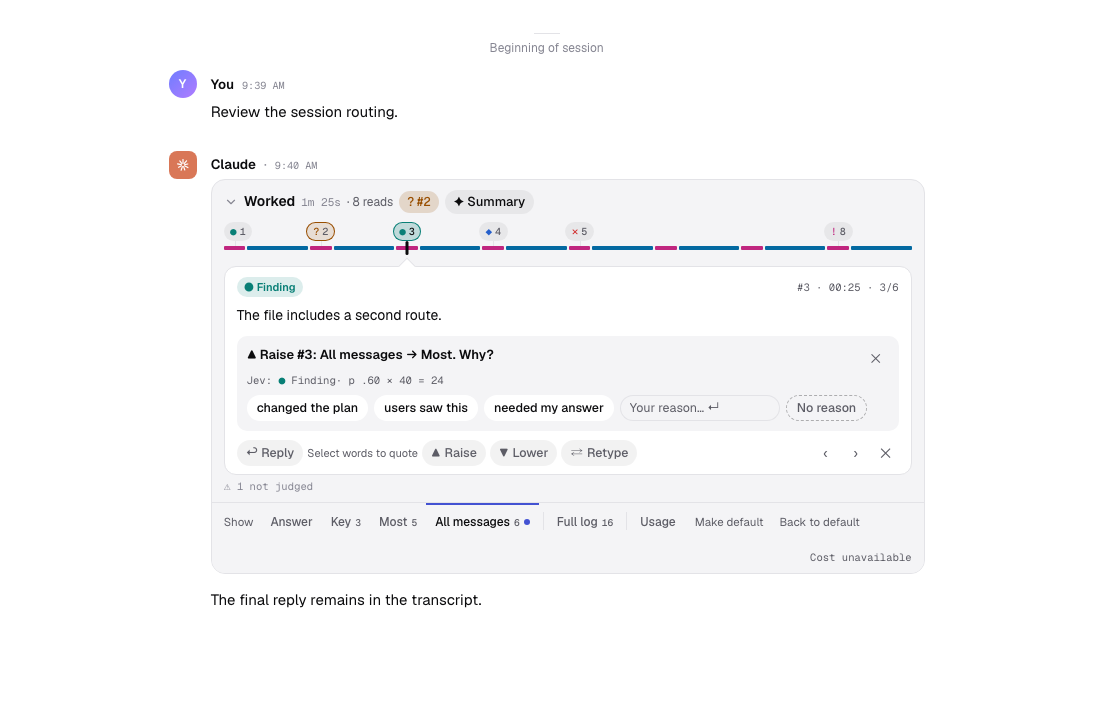 Beginning of session
Y You 9:39 AM
Review the session routing.
Claude · 9:40 AM
Worked 1m 25s · 8 reads ? #2 ✦ Summary
● 1 ? 2 ● 3 ◆ 4 × 5 ! 8
● Finding #3 · 00:25 · 3/6
The file includes a second route.
▲ Raise #3: All messages → Most. Why? ×
Jev: ● Finding· p .60 × 40 = 24
changed the plan users saw this needed my answer Your reason… ↵ No reason
↩ Reply Select words to quote ▲ Raise ▼ Lower ⇄ Retype ‹ › ×
⚠ 1 not judged
Show Answer Key 3 Most 5 All messages 6 ● Full log 16 Usage Make default Back to default
Cost unavailable
The final reply remains in the transcript.